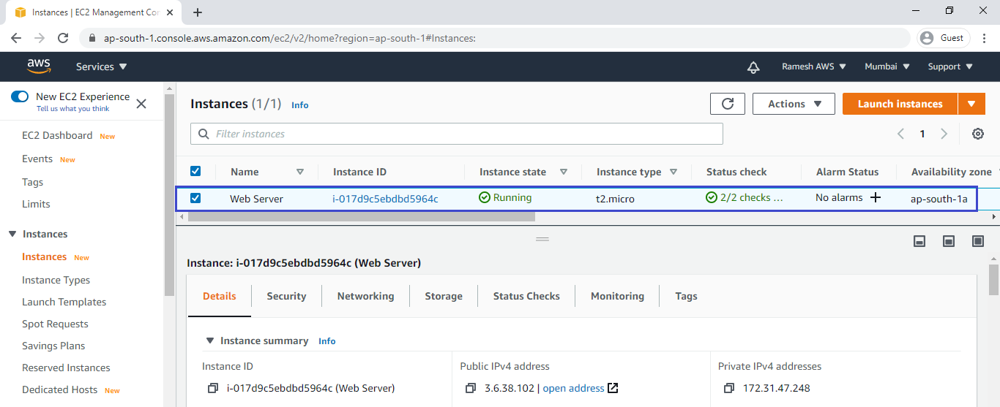 Instances | EC2 Management Con
ap-south-1.console.aws.amazon.com/ec2/v2/home?region=ap-south-1#Instances:
Guest
aws Services Ramesh AWS Mumbai Support
New EC2 Experience
Tell us what you think
EC2 Dashboard New
Events New
Tags
Limits
Instances
Instances New
Instance Types
Launch Templates
Spot Requests
Savings Plans
Reserved Instances
Dedicated Hosts New
Instances (1/1) Info
Actions
Launch instances
Filter instances
1
Name Instance ID Instance state Instance type Status check Alarm Status Availability zone
Web Server i-017d9c5ebdbd5964c Running t2.micro 2/2 checks ... No alarms + ap-south-1a
Instance: i-017d9c5ebdbd5964c (Web Server)
Details Security Networking Storage Status Checks Monitoring Tags
Instance summary Info
Instance ID Public IPv4 address Private IPv4 addresses
i-017d9c5ebdbd5964c (Web Server) 3.6.38.102 | open address 172.31.47.248